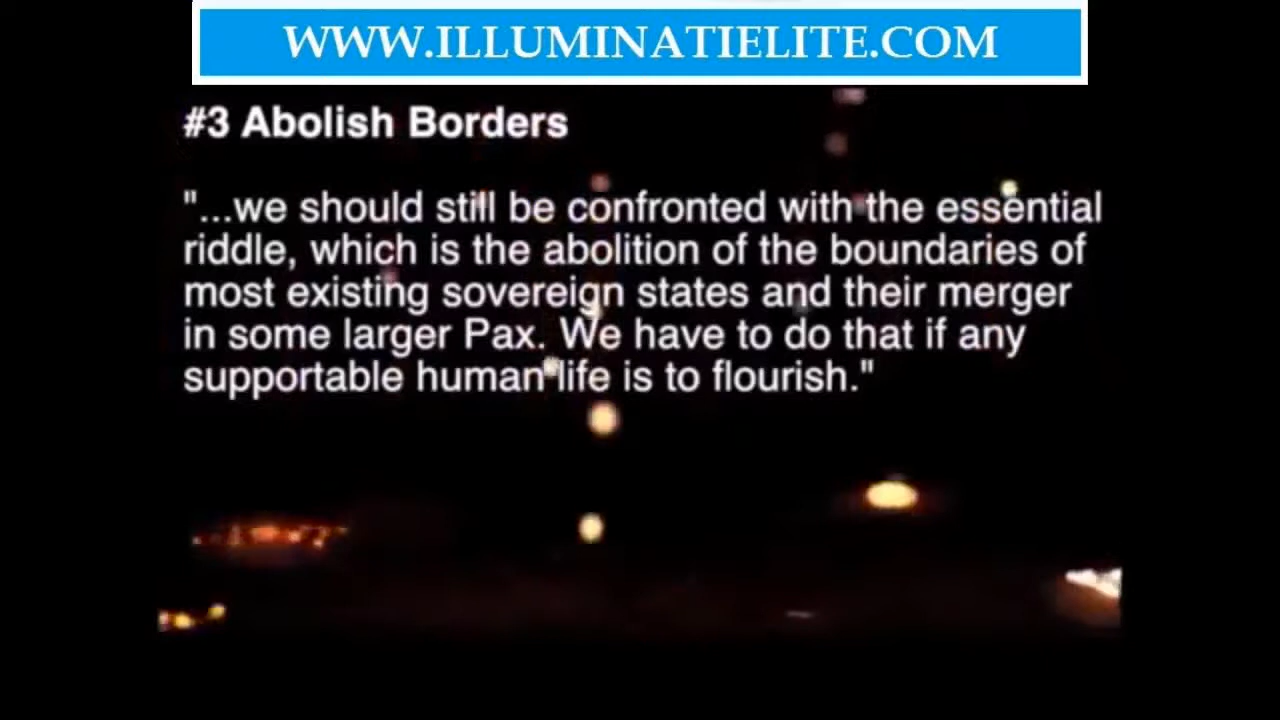 WWW.ILLUMINATIELITE.COM
#3 Abolish Borders
"...we should still be confronted with the essential
riddle, which is the abolition of the boundaries of
most existing sovereign states and their merger
in some larger Pax. We have to do that if any
supportable human life is to flourish."